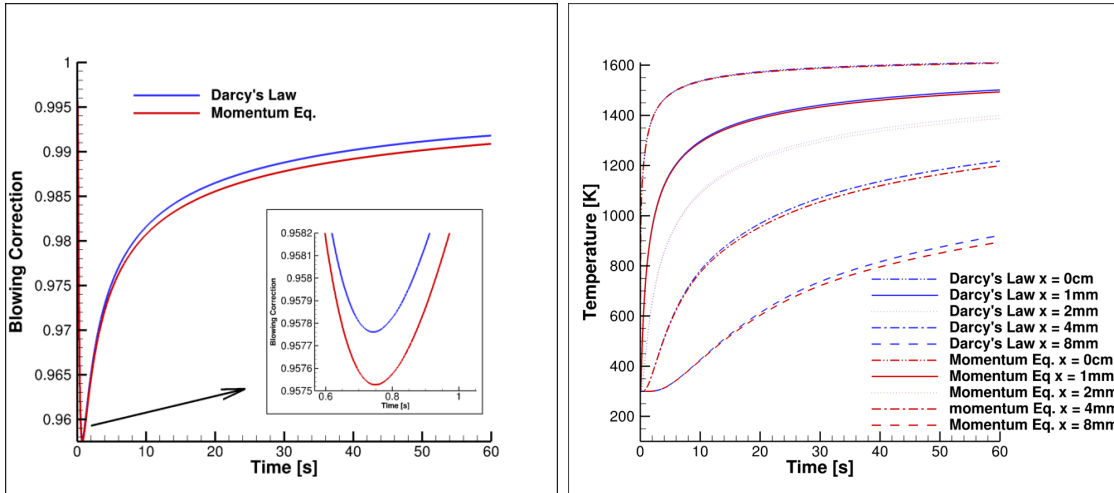 1
0.995
0.99
0.985
0.98
0.975
0.97
0.965
0.96
Blowing Correction
Darcy's Law
Momentum Eq.
0.9582
0.9581
0.958
0.9579
0.9578
0.9577
0.9576
0.9575
Blowing Correction
0.6 0.8 1
Time [s]
0 10 20 30 40 50 60
Time [s]
1600
1400
1200
1000
800
600
400
200
Temperature [K]
Darcy's Law x = 0cm
Darcy's Law x = 1mm
Darcy's Law x = 2mm
Darcy's Law x = 4mm
Darcy's Law x = 8mm
Momentum Eq. x = 0cm
Momentum Eq x = 1mm
Momentum Eq. x = 2mm
momentum Eq. x = 4mm
Momentum Eq. x = 8mm
0 10 20 30 40 50 60
Time [s]